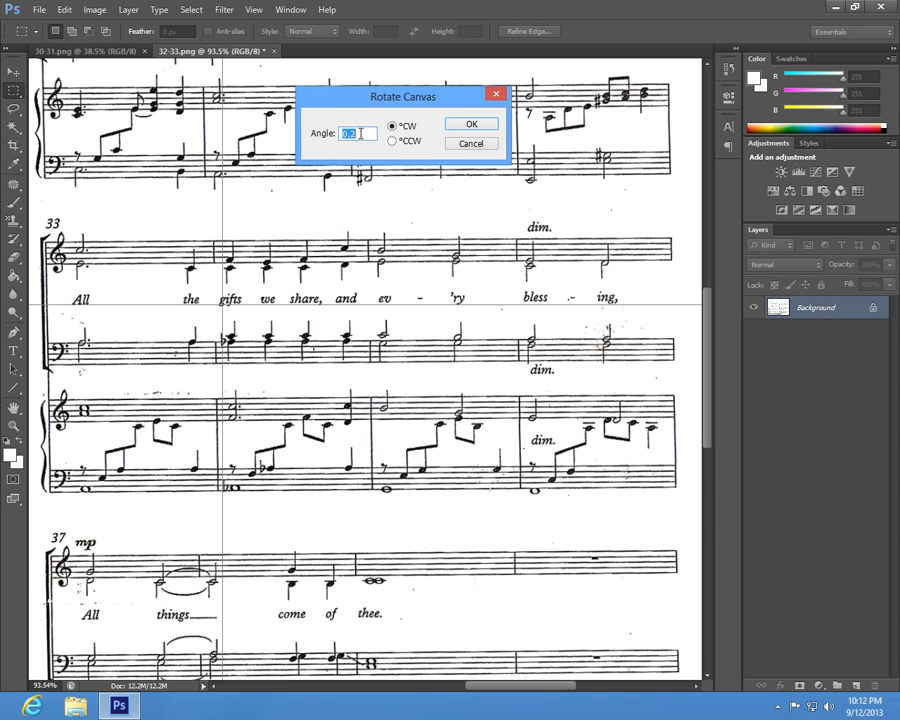 Ps File Edit Image Layer Type Select Filter View Window Help
Feather: 0 px Anti-alias Style: Normal Width: Height: Refine Edge... Essentials
30-31.png @ 38.5% (RGB/8) × 32-33.png @ 93.5% (RGB/8) * ×
Color Swatches
255
255
255
Rotate Canvas
Angle: 0.2 °CW OK
°CCW Cancel
Adjustments Styles
Add an adjustment
Layers
Kind
Normal Opacity: 100%
Lock: Fill: 100%
Background
33
dim.
All the gifts we share, and ev - 'ry bless - ing,
dim.
dim.
37
mp
All things come of thee.
93.54% Doc: 12.2M/12.2M
Ps
10:12 PM
9/12/2013